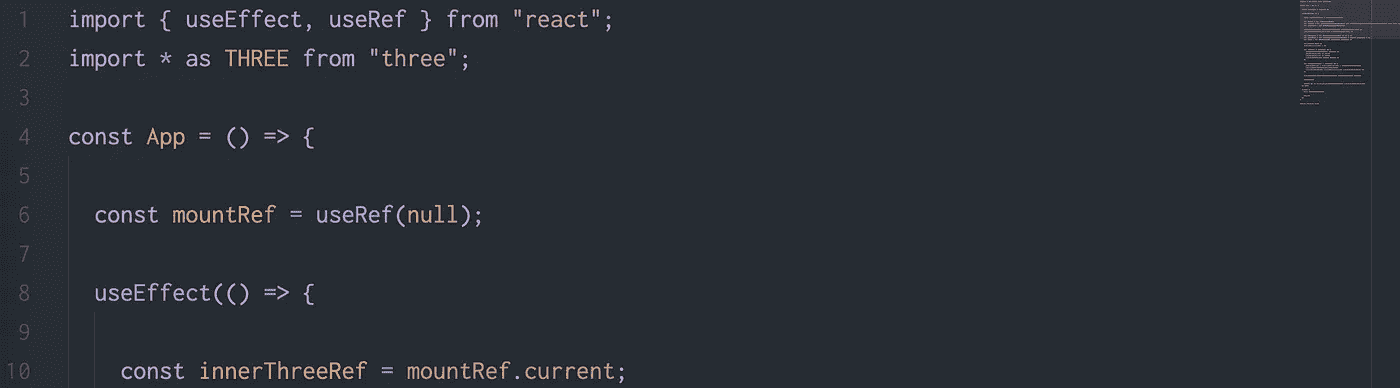 1 import { useEffect, useRef } from "react";
2 import * as THREE from "three";
3
4 const App = () => {
5
6 const mountRef = useRef(null);
7
8 useEffect(() => {
9
10 const innerThreeRef = mountRef.current;